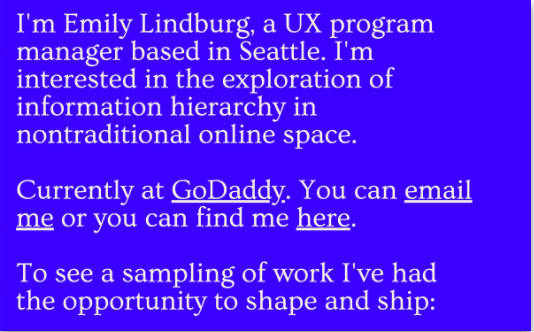 I'm Emily Lindburg, a UX program
manager based in Seattle. I'm
interested in the exploration of
information hierarchy in
nontraditional online space.
Currently at GoDaddy. You can email
me or you can find me here.
To see a sampling of work I've had
the opportunity to shape and ship: